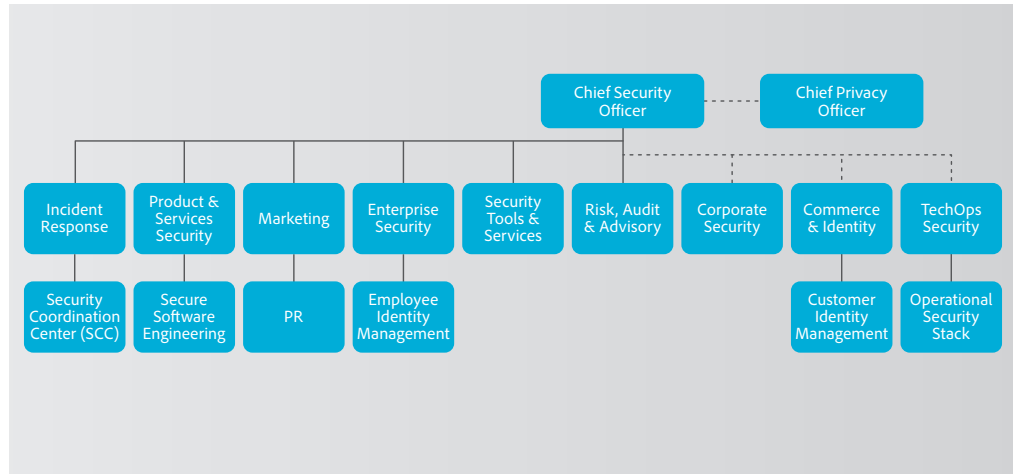 Chief Security
Officer
Chief Privacy
Officer
Incident
Response
Product &
Services
Security
Marketing
Enterprise
Security
Security
Tools &
Services
Risk, Audit
& Advisory
Corporate
Security
Commerce
& Identity
TechOps
Security
Security
Coordination
Center (SCC)
Secure
Software
Engineering
PR
Employee
Identity
Management
Customer
Identity
Management
Operational
Security
Stack